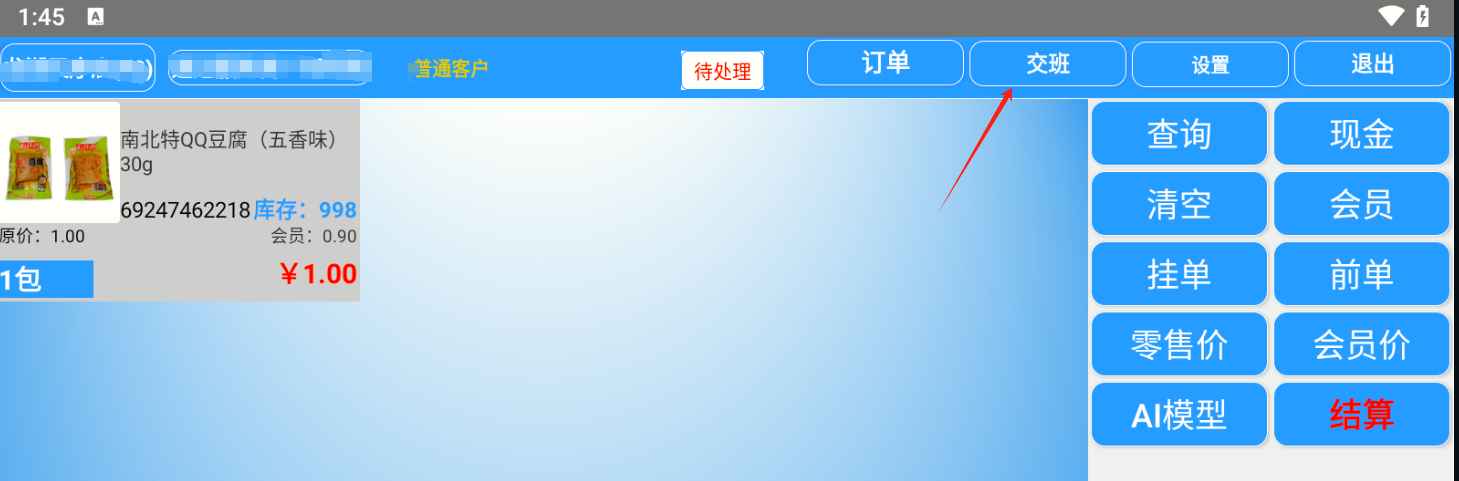 1:45
普通客户
待处理
订单
交班
设置
退出
南北特QQ豆腐（五香味）
30g
69247462218
库存：998
原价：1.00
会员：0.90
1包
￥1.00
查询
现金
清空
会员
挂单
前单
零售价
会员价
AI模型
结算